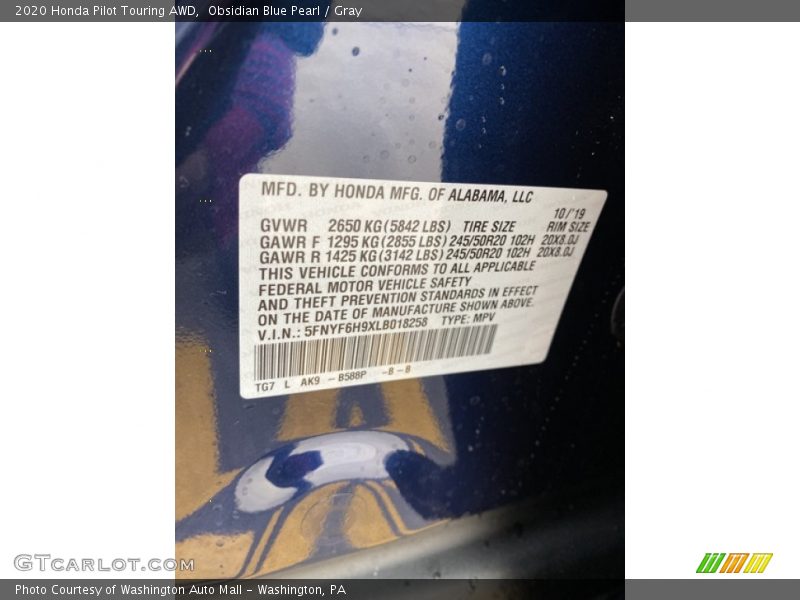 2020 Honda Pilot Touring AWD,  Obsidian Blue Pearl / Gray
MFD. BY HONDA MFG. OF ALABAMA, LLC
10/'19
GVWR 2650 KG (5842 LBS) TIRE SIZE RIM SIZE
GAWR F 1295 KG (2855 LBS) 245/50R20 102H 20X8.0J
GAWR R 1425 KG (3142 LBS) 245/50R20 102H 20X8.0J
THIS VEHICLE CONFORMS TO ALL APPLICABLE
FEDERAL MOTOR VEHICLE SAFETY
AND THEFT PREVENTION STANDARDS IN EFFECT
ON THE DATE OF MANUFACTURE SHOWN ABOVE.
V.I.N.: 5FNYF6H9XLB018258 TYPE: MPV
TG7 L AK9 -B588P -B-B
GTCARLOT.COM
Photo Courtesy of Washington Auto Mall - Washington, PA